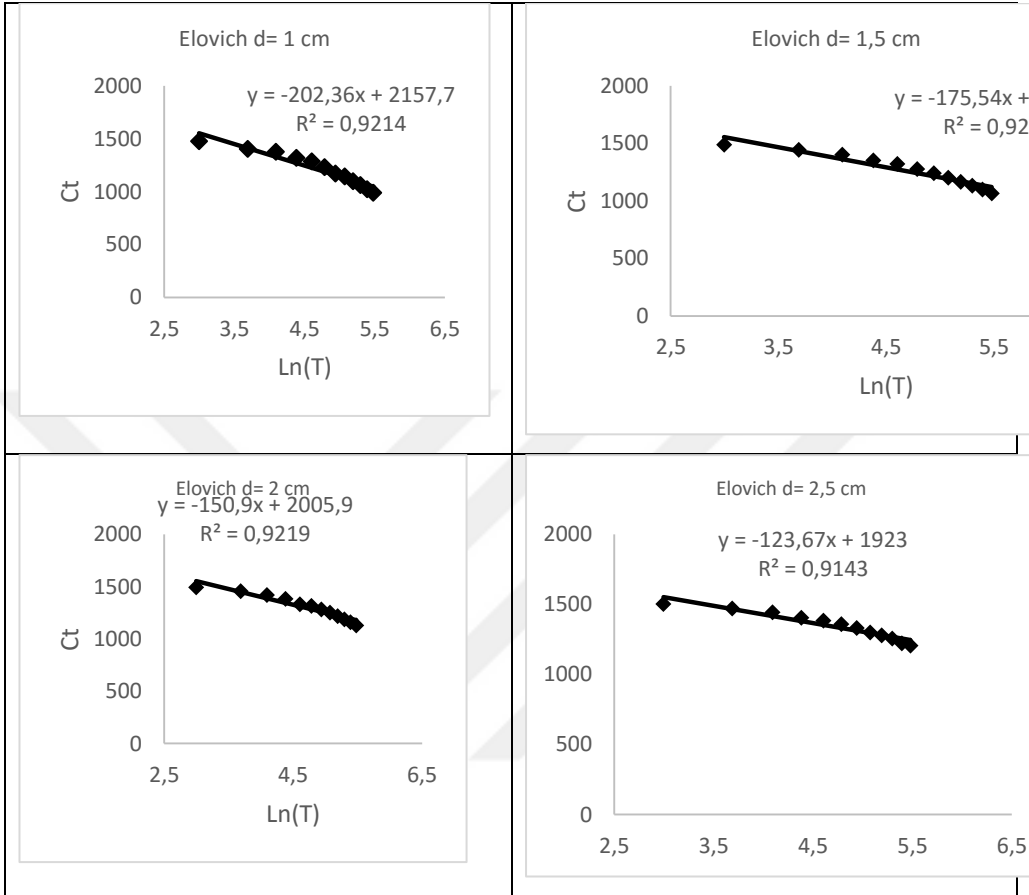 Elovich d= 1 cm
y = -202,36x + 2157,7
R² = 0,9214
2000
1500
1000
500
0
Ct
2,5 3,5 4,5 5,5 6,5
Ln(T)
Elovich d= 1,5 cm
y = -175,54x +
R² = 0,92
2000
1500
1000
500
0
Ct
2,5 3,5 4,5 5,5
Ln(T)
Elovich d= 2 cm
y = -150,9x + 2005,9
R² = 0,9219
2000
1500
1000
500
0
Ct
2,5 4,5 6,5
Ln(T)
Elovich d= 2,5 cm
y = -123,67x + 1923
R² = 0,9143
2000
1500
1000
500
0
2,5 3,5 4,5 5,5 6,5